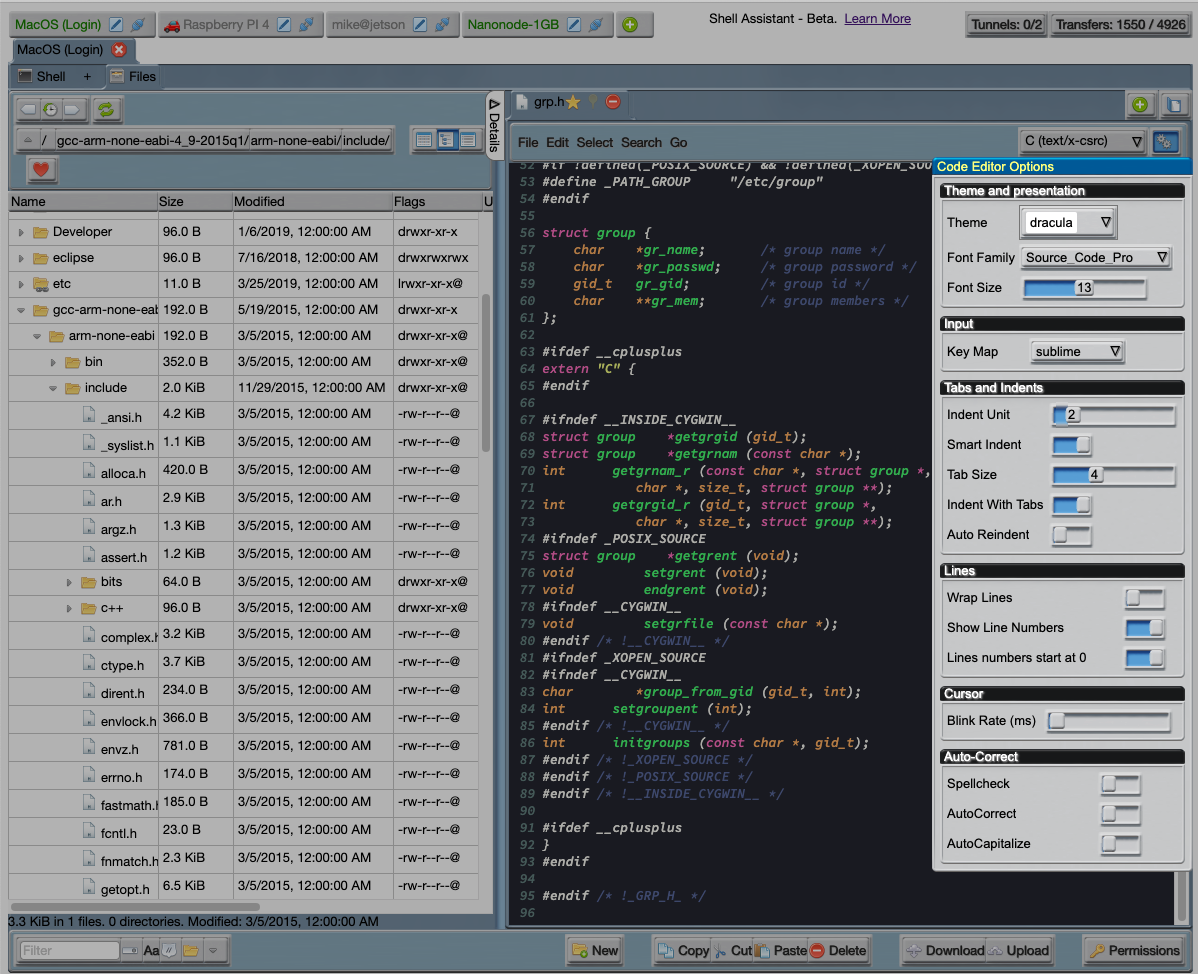 MacOS (Login) Raspberry PI 4 mike@jetson Nanonode-1GB
Shell Assistant - Beta. Learn More
Tunnels: 0/2 Transfers: 1550 / 4926
MacOS (Login)
Shell + Files
/ gcc-arm-none-eabi-4_9-2015q1/ arm-none-eabi/ include/
Details
Name Size Modified Flags U
Developer 96.0 B 1/6/2019, 12:00:00 AM drwxr-xr-x
eclipse 96.0 B 7/16/2018, 12:00:00 AM drwxrwxrwx
etc 11.0 B 3/25/2019, 12:00:00 AM lrwxr-xr-x@
gcc-arm-none-eab 192.0 B 5/19/2015, 12:00:00 AM drwxr-xr-x
arm-none-eabi 192.0 B 3/5/2015, 12:00:00 AM drwxr-xr-x@
bin 352.0 B 3/5/2015, 12:00:00 AM drwxr-xr-x@
include 2.0 KiB 11/29/2015, 12:00:00 AM drwxr-xr-x@
_ansi.h 4.2 KiB 3/5/2015, 12:00:00 AM -rw-r--r--@
_syslist.h 1.1 KiB 3/5/2015, 12:00:00 AM -rw-r--r--@
alloca.h 420.0 B 3/5/2015, 12:00:00 AM -rw-r--r--@
ar.h 2.9 KiB 3/5/2015, 12:00:00 AM -rw-r--r--@
argz.h 1.3 KiB 3/5/2015, 12:00:00 AM -rw-r--r--@
assert.h 1.2 KiB 3/5/2015, 12:00:00 AM -rw-r--r--@
bits 64.0 B 3/5/2015, 12:00:00 AM drwxr-xr-x@
c++ 96.0 B 3/5/2015, 12:00:00 AM drwxr-xr-x@
complex.h 3.2 KiB 3/5/2015, 12:00:00 AM -rw-r--r--@
ctype.h 3.7 KiB 3/5/2015, 12:00:00 AM -rw-r--r--@
dirent.h 234.0 B 3/5/2015, 12:00:00 AM -rw-r--r--@
envlock.h 366.0 B 3/5/2015, 12:00:00 AM -rw-r--r--@
envz.h 781.0 B 3/5/2015, 12:00:00 AM -rw-r--r--@
errno.h 174.0 B 3/5/2015, 12:00:00 AM -rw-r--r--@
fastmath.h 185.0 B 3/5/2015, 12:00:00 AM -rw-r--r--@
fcntl.h 23.0 B 3/5/2015, 12:00:00 AM -rw-r--r--@
fnmatch.h 2.3 KiB 3/5/2015, 12:00:00 AM -rw-r--r--@
getopt.h 6.5 KiB 3/5/2015, 12:00:00 AM -rw-r--r--@
3.3 KiB in 1 files. 0 directories. Modified: 3/5/2015, 12:00:00 AM
grp.h
File Edit Select Search Go
C (text/x-csrc)
52 #if !defined(_POSIX_SOURCE) && !defined(_XOPEN_SOU
53 #define _PATH_GROUP "/etc/group"
54 #endif
55
56 struct group {
57 char *gr_name; /* group name */
58 char *gr_passwd; /* group password */
59 gid_t gr_gid; /* group id */
60 char **gr_mem; /* group members */
61 };
62
63 #ifdef __cplusplus
64 extern "C" {
65 #endif
66
67 #ifndef __INSIDE_CYGWIN__
68 struct group *getgrgid (gid_t);
69 struct group *getgrnam (const char *);
70 int getgrnam_r (const char *, struct group *,
71 char *, size_t, struct group **);
72 int getgrgid_r (gid_t, struct group *,
73 char *, size_t, struct group **);
74 #ifndef _POSIX_SOURCE
75 struct group *getgrent (void);
76 void setgrent (void);
77 void endgrent (void);
78 #ifndef __CYGWIN__
79 void setgrfile (const char *);
80 #endif /* !__CYGWIN__ */
81 #ifndef _XOPEN_SOURCE
82 #ifndef __CYGWIN__
83 char *group_from_gid (gid_t, int);
84 int setgroupent (int);
85 #endif /* !__CYGWIN__ */
86 int initgroups (const char *, gid_t);
87 #endif /* !_XOPEN_SOURCE */
88 #endif /* !_POSIX_SOURCE */
89 #endif /* !__INSIDE_CYGWIN__ */
90
91 #ifdef __cplusplus
92 }
93 #endif
94
95 #endif /* !_GRP_H_ */
96
Code Editor Options
Theme and presentation
Theme dracula
Font Family Source_Code_Pro
Font Size 13
Input
Key Map sublime
Tabs and Indents
Indent Unit 2
Smart Indent
Tab Size 4
Indent With Tabs
Auto Reindent
Lines
Wrap Lines
Show Line Numbers
Lines numbers start at 0
Cursor
Blink Rate (ms)
Auto-Correct
Spellcheck
AutoCorrect
AutoCapitalize
Filter Aa New Copy Cut Paste Delete Download Upload Permissions